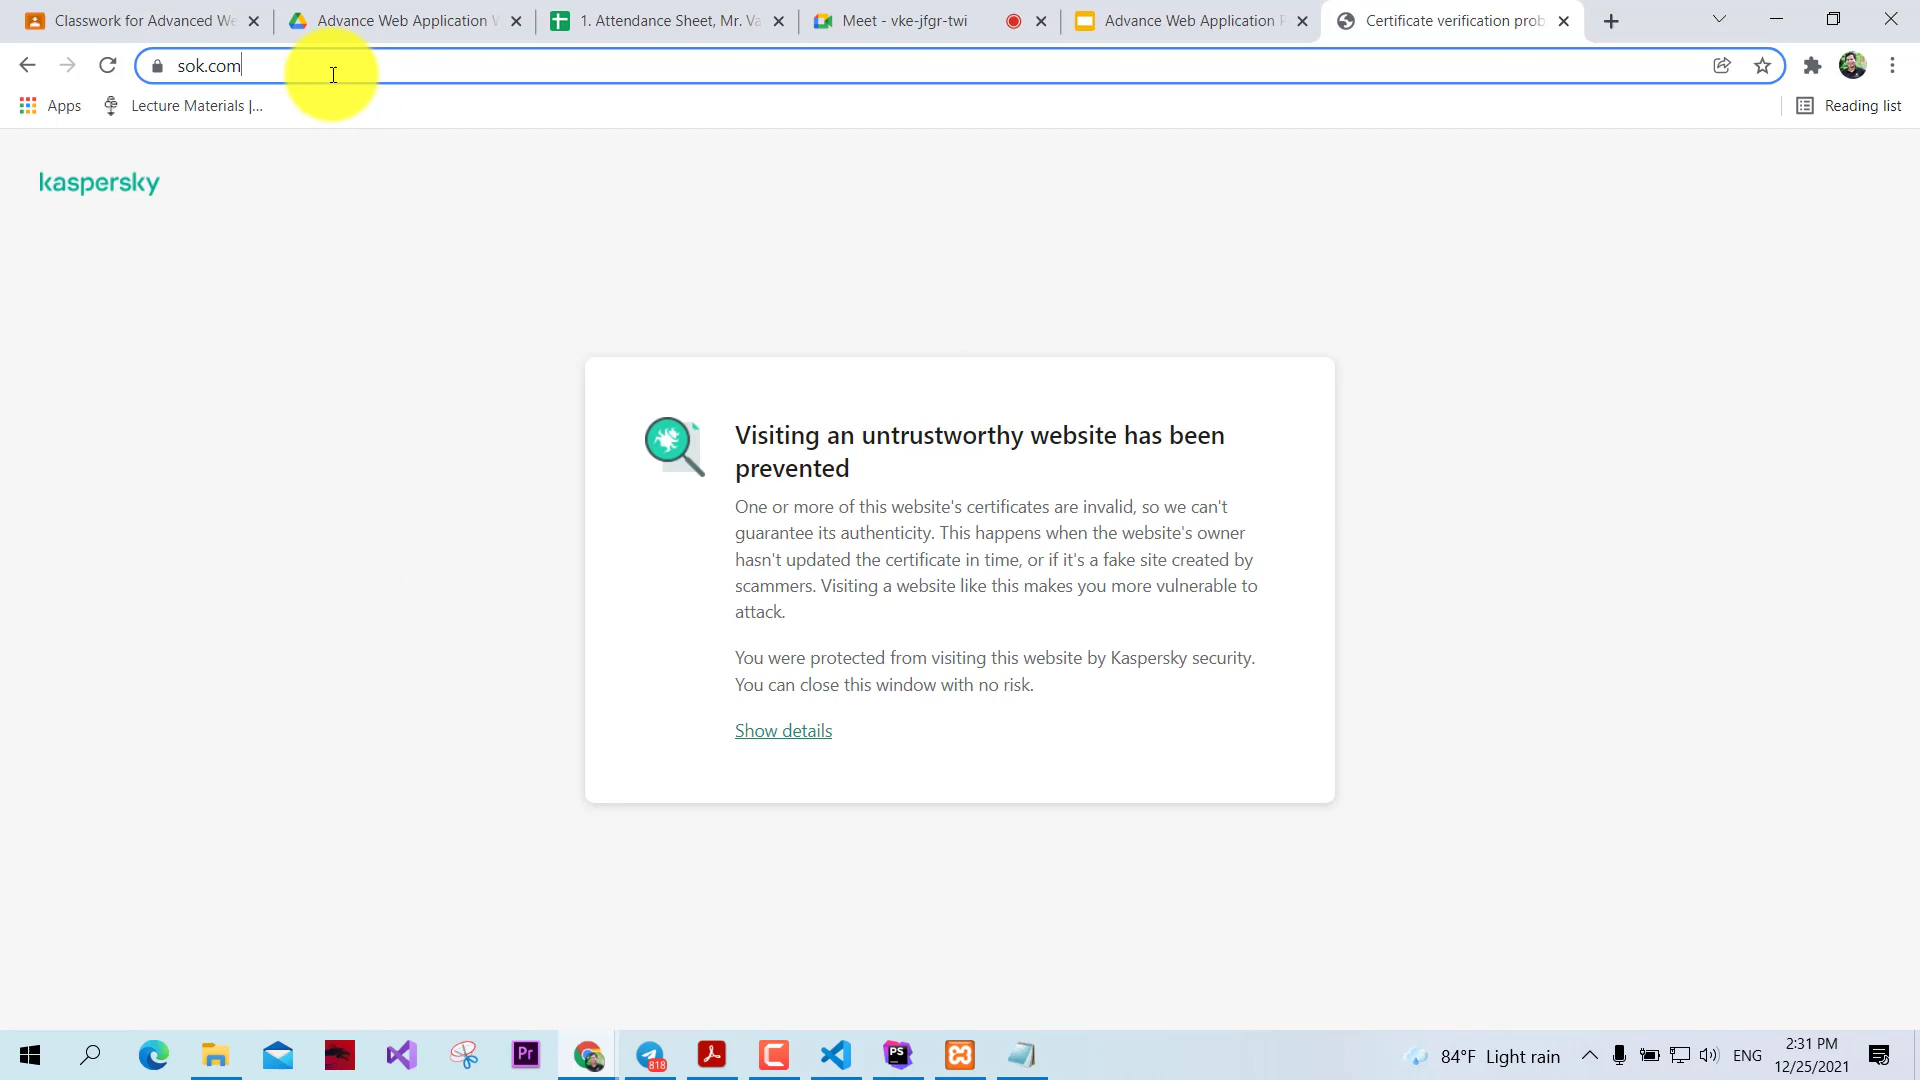 Classwork for Advanced We
Advance Web Application V
1. Attendance Sheet, Mr. Va
Meet - vke-jfgr-twi
Advance Web Application P
Certificate verification prob
sok.com
Apps
Lecture Materials |...
Reading list
kaspersky
Visiting an untrustworthy website has been
prevented
One or more of this website's certificates are invalid, so we can't
guarantee its authenticity. This happens when the website's owner
hasn't updated the certificate in time, or if it's a fake site created by
scammers. Visiting a website like this makes you more vulnerable to
attack.
You were protected from visiting this website by Kaspersky security.
You can close this window with no risk.
Show details
Pr
818
PS
84°F Light rain
ENG
2:31 PM
12/25/2021